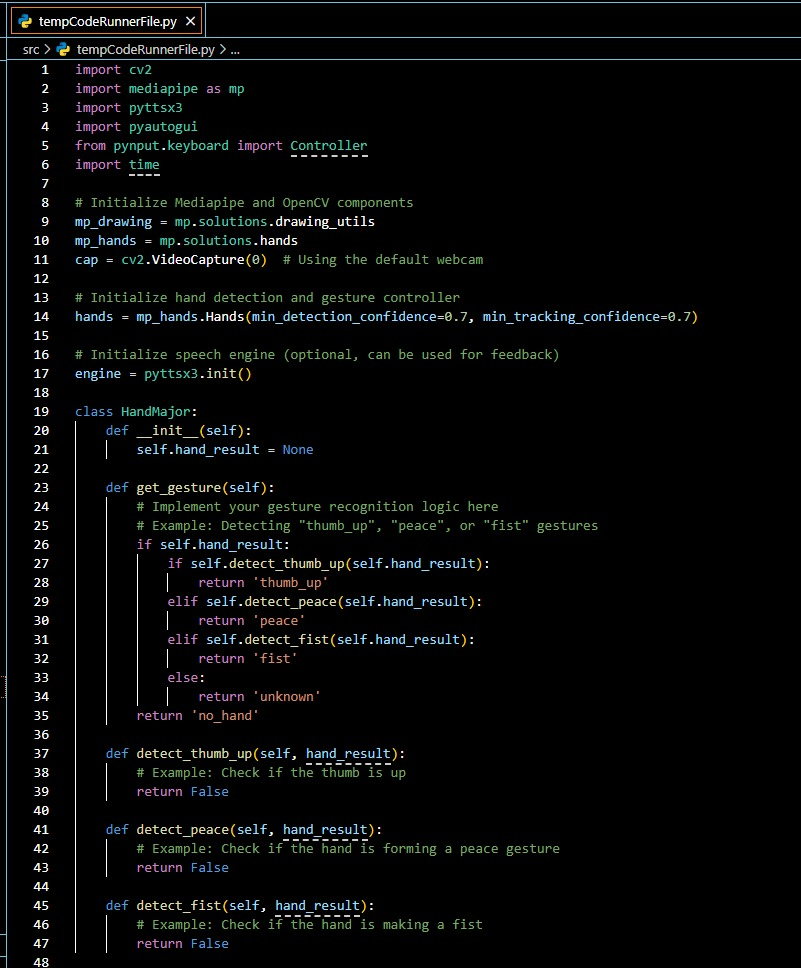 tempCodeRunnerFile.py ×
src > tempCodeRunnerFile.py > ...
1 import cv2
2 import mediapipe as mp
3 import pyttsx3
4 import pyautogui
5 from pynput.keyboard import Controller
6 import time
7
8 # Initialize Mediapipe and OpenCV components
9 mp_drawing = mp.solutions.drawing_utils
10 mp_hands = mp.solutions.hands
11 cap = cv2.VideoCapture(0)  # Using the default webcam
12
13 # Initialize hand detection and gesture controller
14 hands = mp_hands.Hands(min_detection_confidence=0.7, min_tracking_confidence=0.7)
15
16 # Initialize speech engine (optional, can be used for feedback)
17 engine = pyttsx3.init()
18
19 class HandMajor:
20     def __init__(self):
21         self.hand_result = None
22
23     def get_gesture(self):
24         # Implement your gesture recognition logic here
25         # Example: Detecting "thumb_up", "peace", or "fist" gestures
26         if self.hand_result:
27             if self.detect_thumb_up(self.hand_result):
28                 return 'thumb_up'
29             elif self.detect_peace(self.hand_result):
30                 return 'peace'
31             elif self.detect_fist(self.hand_result):
32                 return 'fist'
33             else:
34                 return 'unknown'
35         return 'no_hand'
36
37     def detect_thumb_up(self, hand_result):
38         # Example: Check if the thumb is up
39         return False
40
41     def detect_peace(self, hand_result):
42         # Example: Check if the hand is forming a peace gesture
43         return False
44
45     def detect_fist(self, hand_result):
46         # Example: Check if the hand is making a fist
47         return False
48